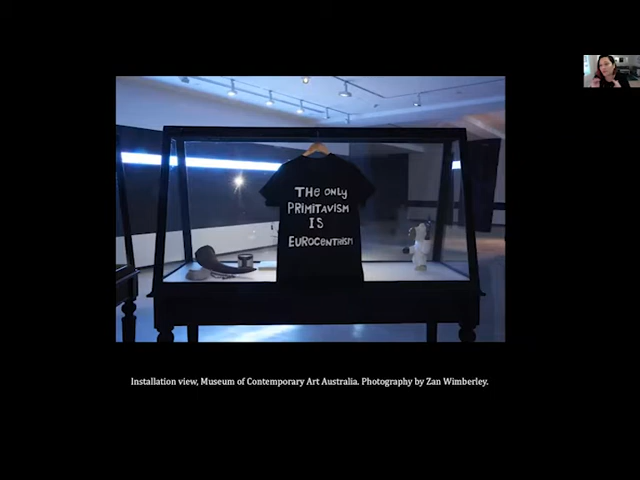 THE ONLY
PRIMITAVISM
IS
EUROCENTRISM
Installation view, Museum of Contemporary Art Australia. Photography by Zan Wimberley.